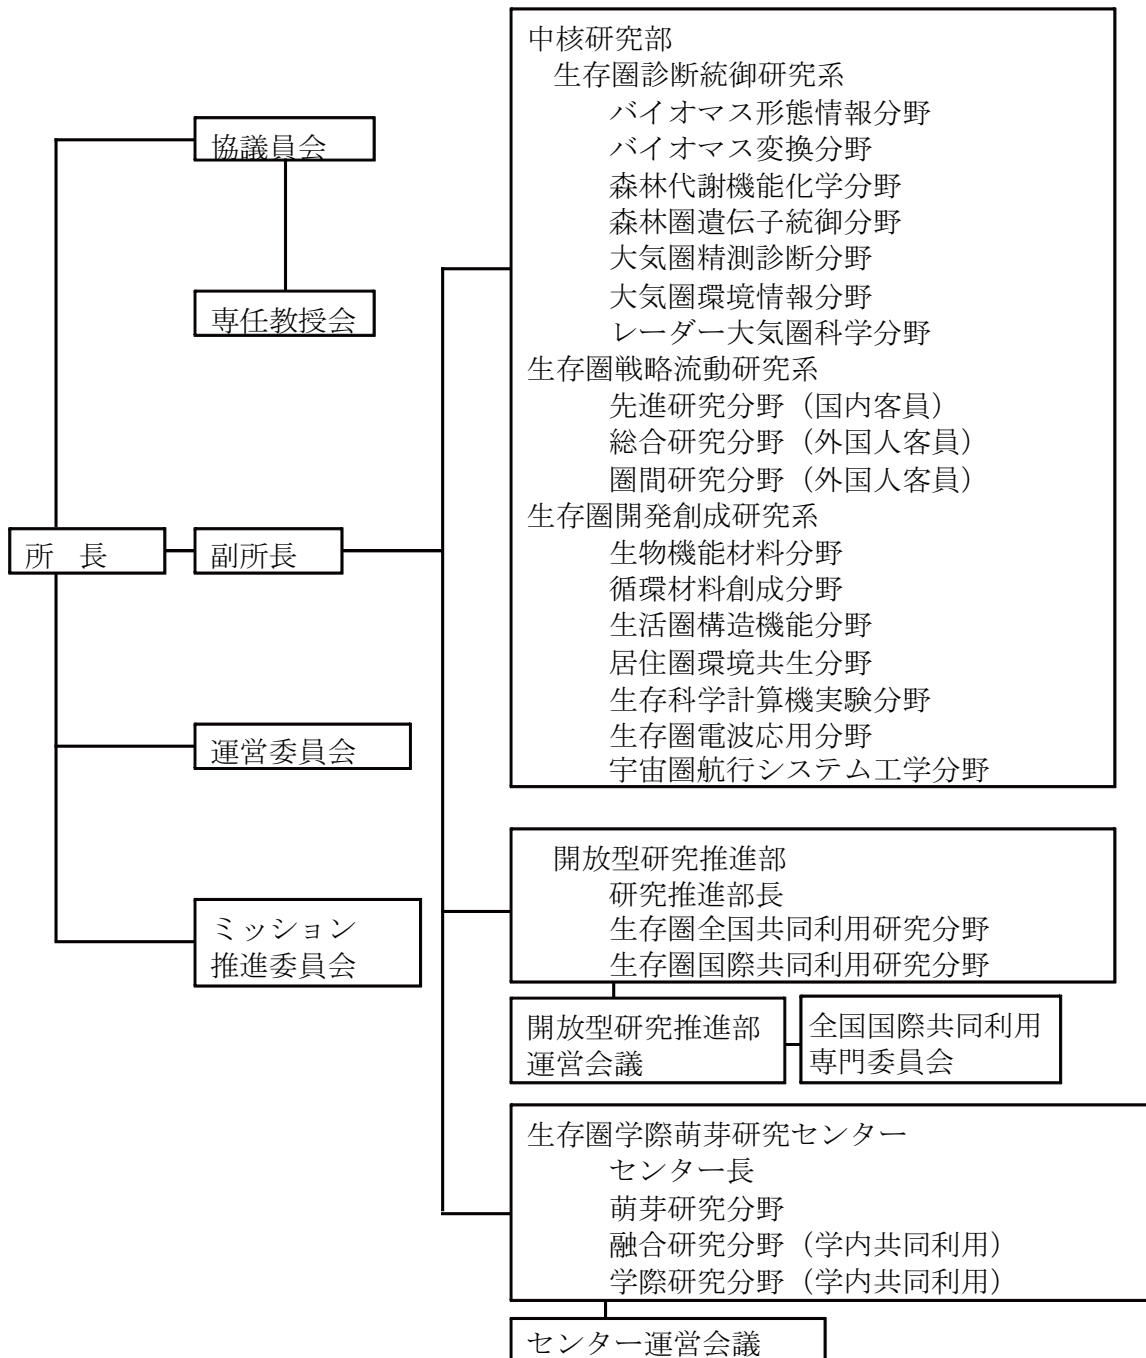 協議員会
専任教授会
所　長
副所長
運営委員会
ミッション
推進委員会
中核研究部
生存圏診断統御研究系
バイオマス形態情報分野
バイオマス変換分野
森林代謝機能化学分野
森林圏遺伝子統御分野
大気圏精測診断分野
大気圏環境情報分野
レーダー大気圏科学分野
生存圏戦略流動研究系
先進研究分野（国内客員）
総合研究分野（外国人客員）
圏間研究分野（外国人客員）
生存圏開発創成研究系
生物機能材料分野
循環材料創成分野
生活圏構造機能分野
居住圏環境共生分野
生存科学計算機実験分野
生存圏電波応用分野
宇宙圏航行システム工学分野
開放型研究推進部
研究推進部長
生存圏全国共同利用研究分野
生存圏国際共同利用研究分野
開放型研究推進部
運営会議
全国国際共同利用
専門委員会
生存圏学際萌芽研究センター
センター長
萌芽研究分野
融合研究分野（学内共同利用）
学際研究分野（学内共同利用）
センター運営会議